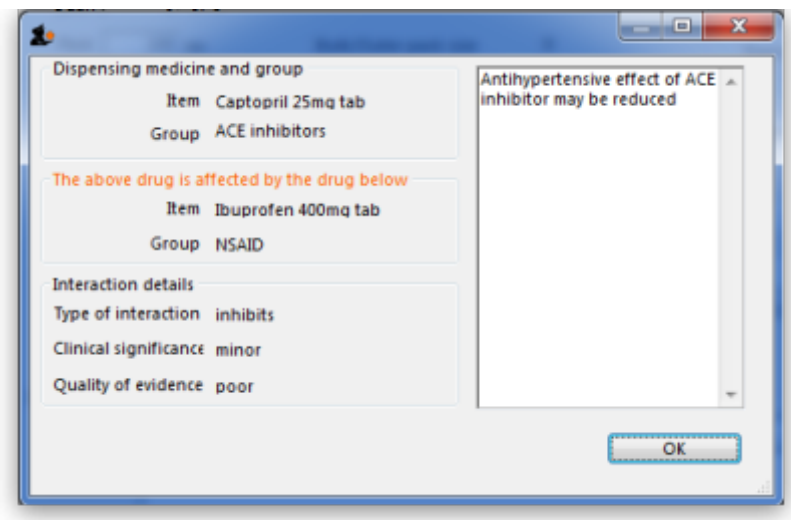 Dispensing medicine and group
Item Captopril 25mg tab
Group ACE inhibitors
The above drug is affected by the drug below
Item Ibuprofen 400mg tab
Group NSAID
Interaction details
Type of interaction inhibits
Clinical significance minor
Quality of evidence poor
Antihypertensive effect of ACE
inhibitor may be reduced
OK